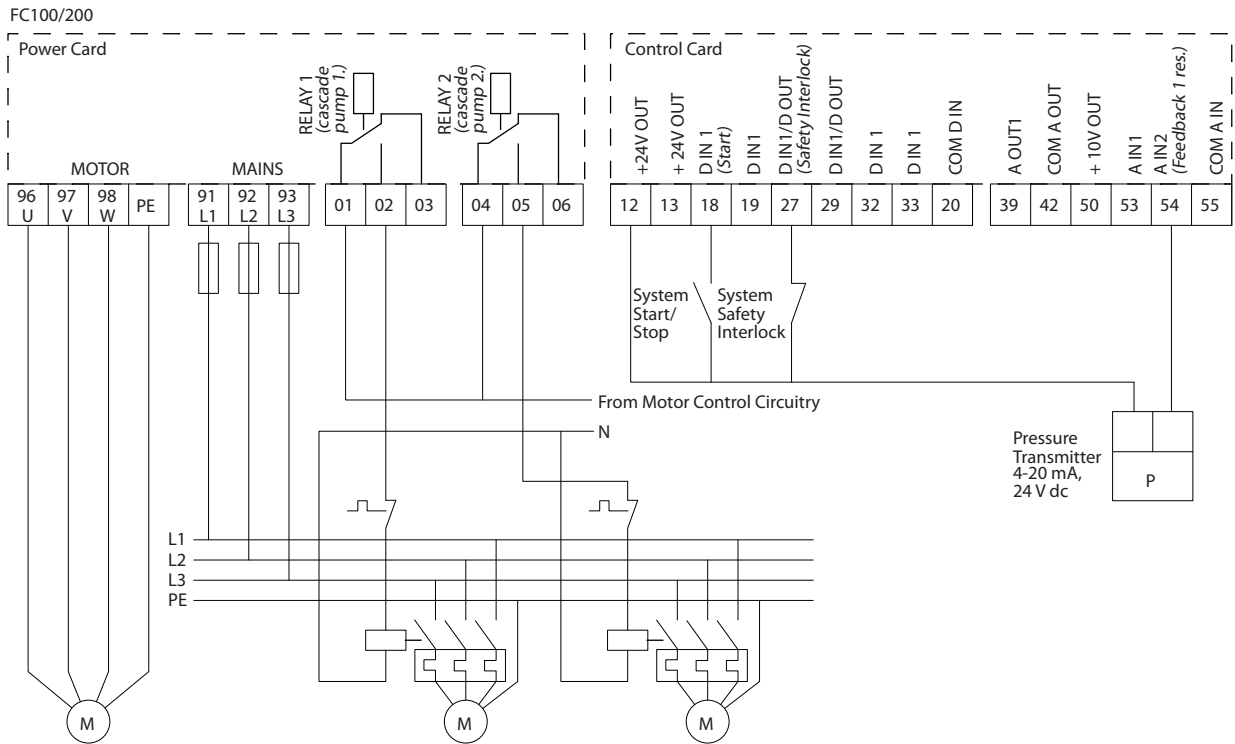 FC100/200
Power Card
Control Card
RELAY 1
(cascade
pump 1.)
RELAY 2
(cascade
pump 2.)
+24V OUT
+ 24V OUT
D IN 1
(Start)
D IN1
D IN1/D OUT
(Safety Interlock)
D IN1/D OUT
D IN 1
D IN 1
COM D IN
A OUT1
COM A OUT
+ 10V OUT
A IN1
A IN2
(Feedback 1 res.)
COM A IN
MOTOR
MAINS
96 97 98 PE
U V W
91 92 93
L1 L2 L3
01 02 03
04 05 06
12 13 18 19 27 29 32 33 20
39 42 50 53 54 55
System
Start/
Stop
System
Safety
Interlock
From Motor Control Circuitry
N
Pressure
Transmitter
4-20 mA,
24 V dc
P
L1
L2
L3
PE
M
M
M